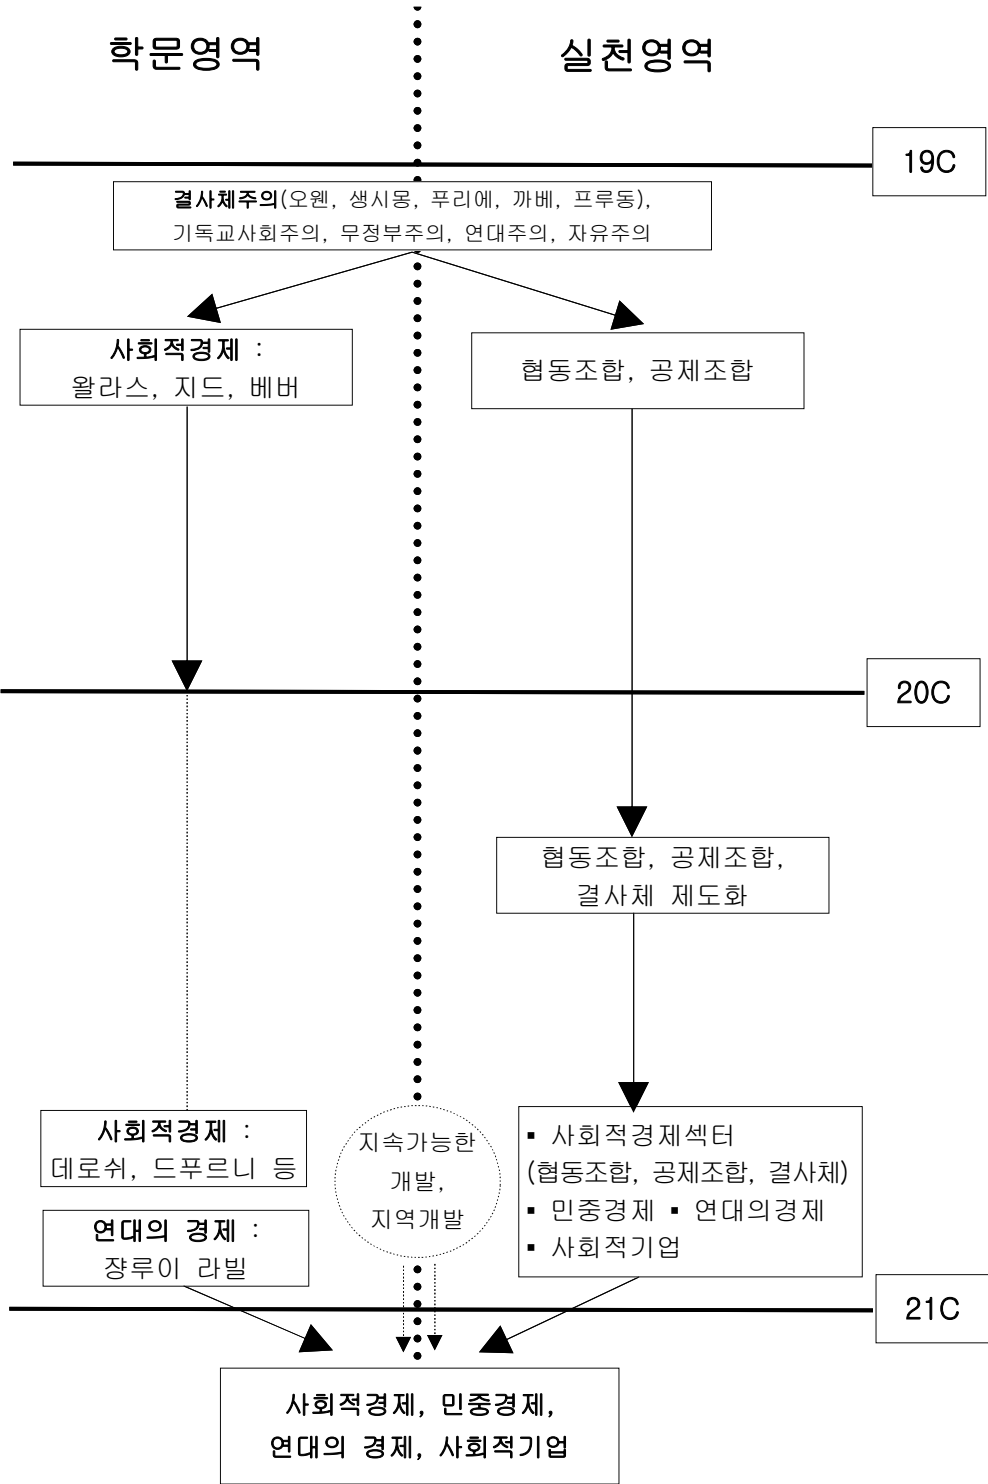 학문영역
실천영역
19C
결사체주의(오웬, 생시몽, 푸리에, 까베, 프루동),
기독교사회주의, 무정부주의, 연대주의, 자유주의
사회적경제 :
왈라스, 지드, 베버
협동조합, 공제조합
20C
협동조합, 공제조합,
결사체 제도화
사회적경제 :
데로쉬, 드푸르니 등
연대의 경제 :
쟝루이 라빌
지속가능한
개발,
지역개발
▪ 사회적경제섹터
(협동조합, 공제조합, 결사체)
▪ 민중경제 ▪ 연대의경제
▪ 사회적기업
21C
사회적경제, 민중경제,
연대의 경제, 사회적기업